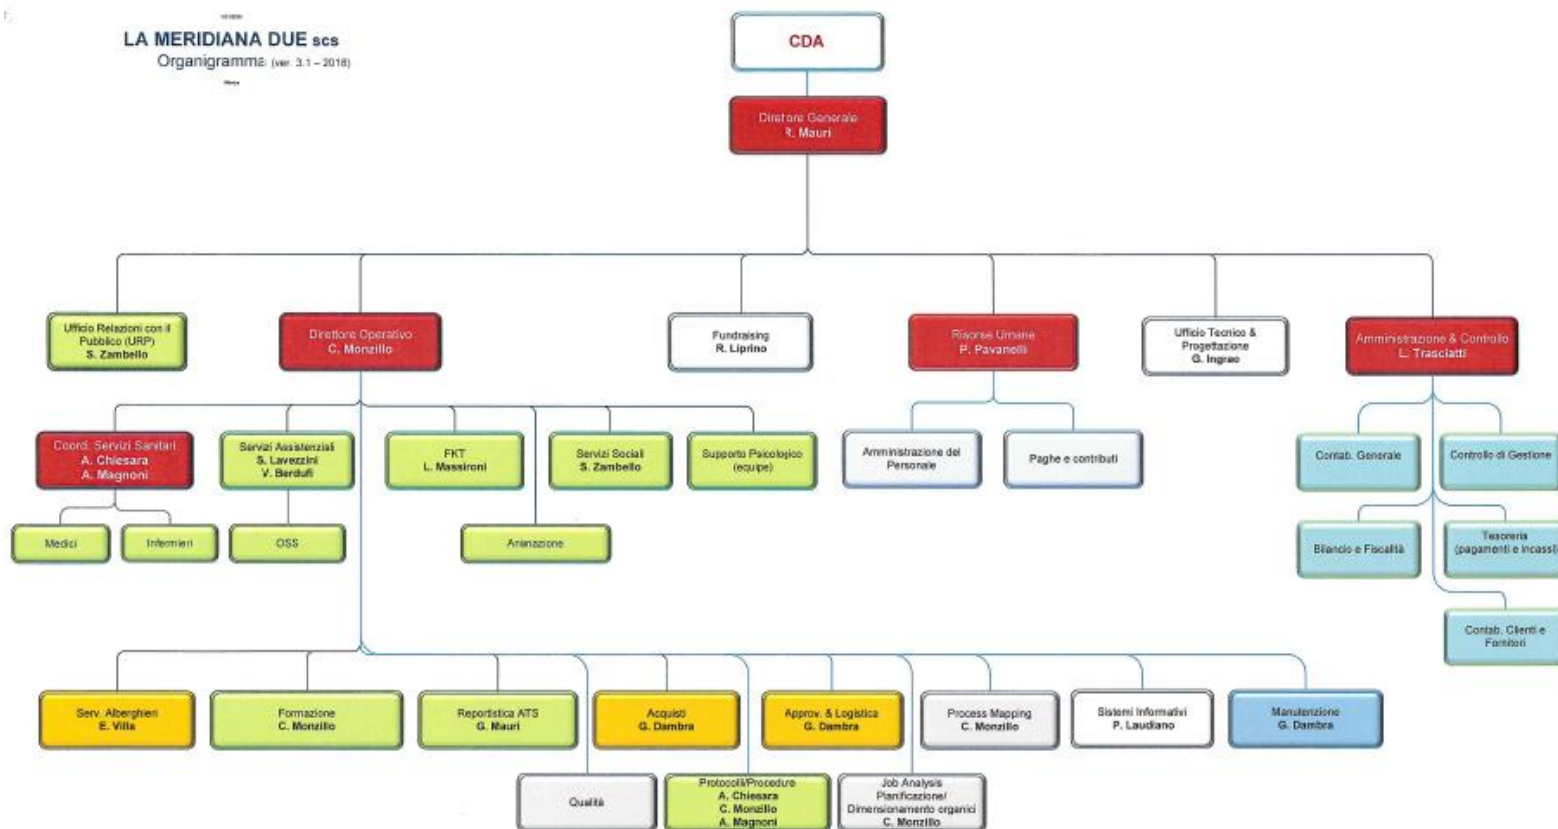 LA MERIDIANA DUE scs
Organigramma (ver. 3.1 – 2018)
CDA
Direttore Generale
R. Mauri
Ufficio Relazioni con il
Pubblico (URP)
S. Zambello
Direttore Operativo
C. Monzillo
Fundraising
R. Liprino
Risorse Umane
P. Pavanelli
Ufficio Tecnico &
Progettazione
G. Ingrao
Amministrazione & Controllo
L. Trasciatti
Coord. Servizi Sanitari
A. Chiesara
A. Magnoni
Servizi Assistenziali
S. Lavezzini
V. Berdufi
FKT
L. Massironi
Servizi Sociali
S. Zambello
Supporto Psicologico
(equipe)
Amministrazione del
Personale
Paghe e contributi
Contab. Generale
Controllo di Gestione
Medici
Infermieri
OSS
Animazione
Bilancio e Fiscalità
Tesoreria
(pagamenti e incassi)
Contab. Clienti e
Fornitori
Serv. Alberghieri
E. Villa
Formazione
C. Monzillo
Reportistica ATS
G. Mauri
Acquisti
G. Dambra
Approv. & Logistica
G. Dambra
Process Mapping
C. Monzillo
Sistemi Informativi
P. Laudiano
Manutenzione
G. Dambra
Qualità
Protocolli/Procedure
A. Chiesara
C. Monzillo
A. Magnoni
Job Analysis
Pianificazione/
Dimensionamento organici
C. Monzillo